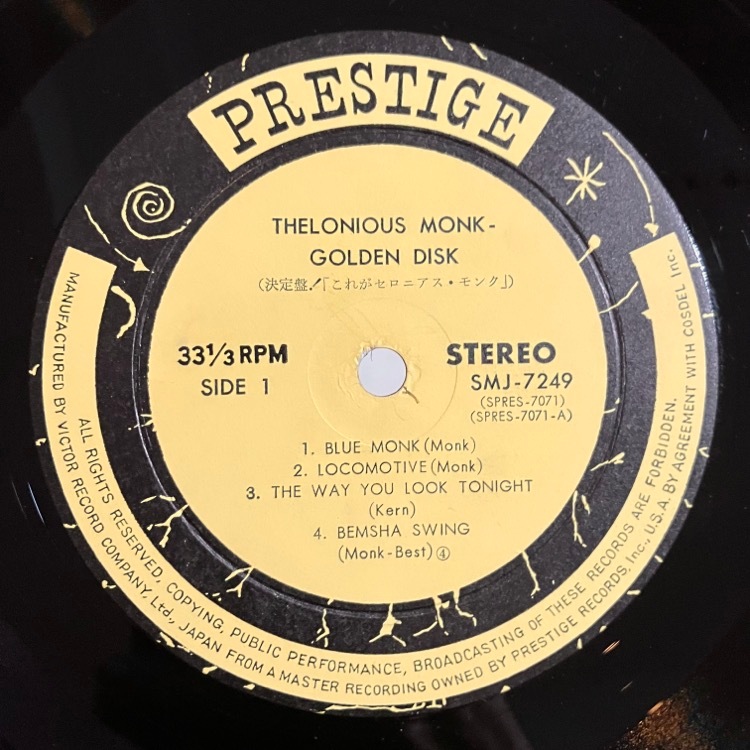 PRESTIGE
THELONIOUS MONK-
GOLDEN DISK
(決定盤!『これがセロニアス・モンク』)
33⅓ RPM
SIDE 1
STEREO
SMJ-7249
(SPRES-7071)
(SPRES-7071-A)
1. BLUE MONK (Monk)
2. LOCOMOTIVE (Monk)
3. THE WAY YOU LOOK TONIGHT
(Kern)
4. BEMSHA SWING
(Monk-Best) ④
ALL RIGHTS RESERVED, COPYING, PUBLIC PERFORMANCE, BROADCASTING OF THESE RECORDS ARE FORBIDDEN.
MANUFACTURED BY VICTOR RECORD COMPANY, Ltd., JAPAN FROM A MASTER RECORDING OWNED BY PRESTIGE RECORDS, Inc., U.S.A. BY AGREEMENT WITH COSDEL Inc.